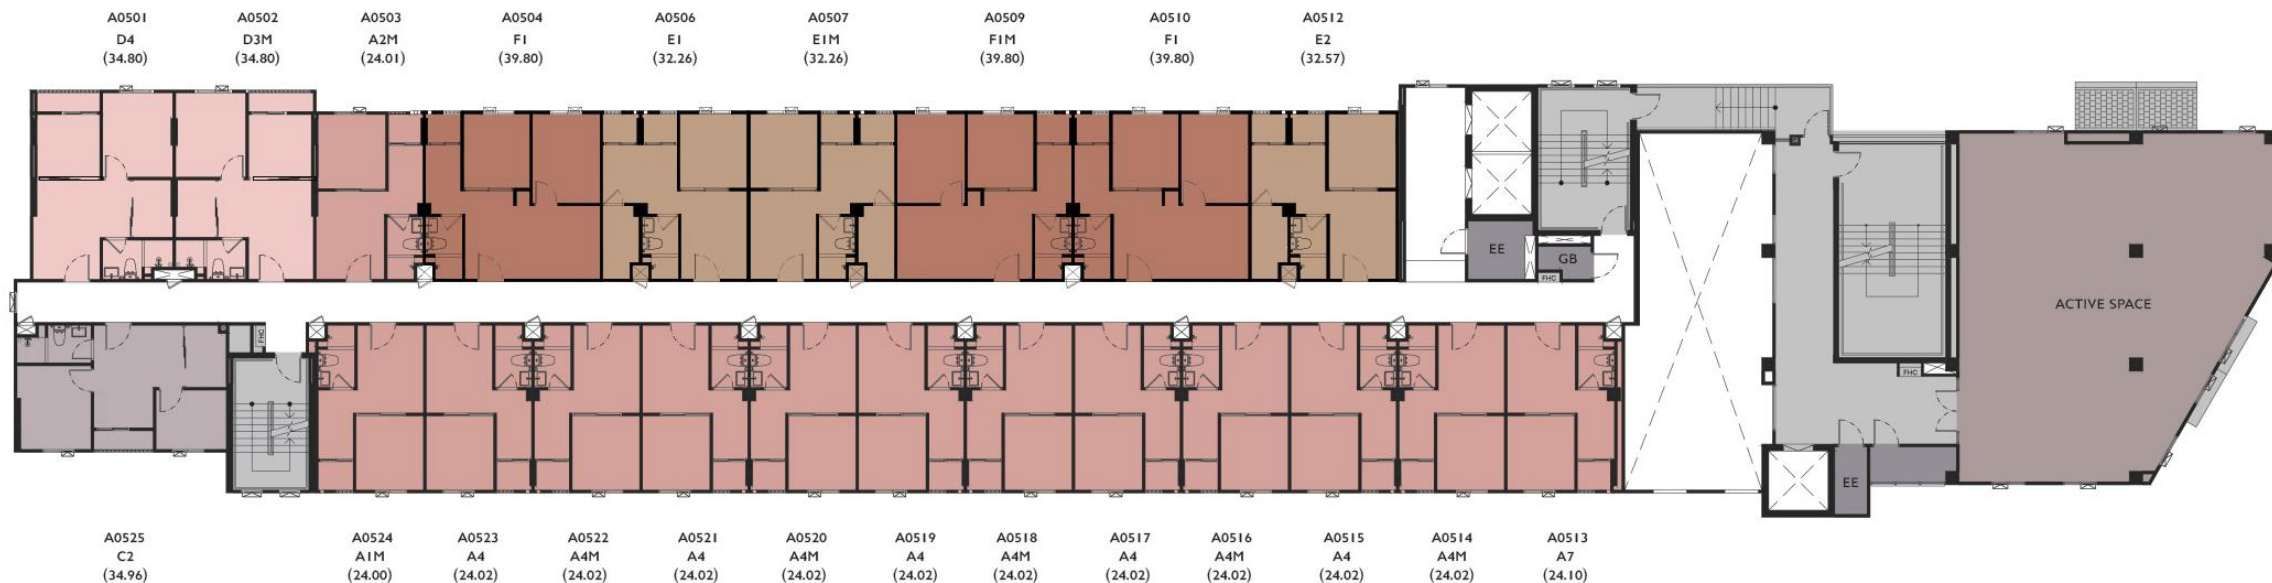 A0501
D4
(34.80)
A0502
D3M
(34.80)
A0503
A2M
(24.01)
A0504
F1
(39.80)
A0506
E1
(32.26)
A0507
E1M
(32.26)
A0509
F1M
(39.80)
A0510
F1
(39.80)
A0512
E2
(32.57)
EE
GB
FHC
ACTIVE SPACE
FHC
FHC
EE
A0525
C2
(34.96)
A0524
A1M
(24.00)
A0523
A4
(24.02)
A0522
A4M
(24.02)
A0521
A4
(24.02)
A0520
A4M
(24.02)
A0519
A4
(24.02)
A0518
A4M
(24.02)
A0517
A4
(24.02)
A0516
A4M
(24.02)
A0515
A4
(24.02)
A0514
A4M
(24.02)
A0513
A7
(24.10)